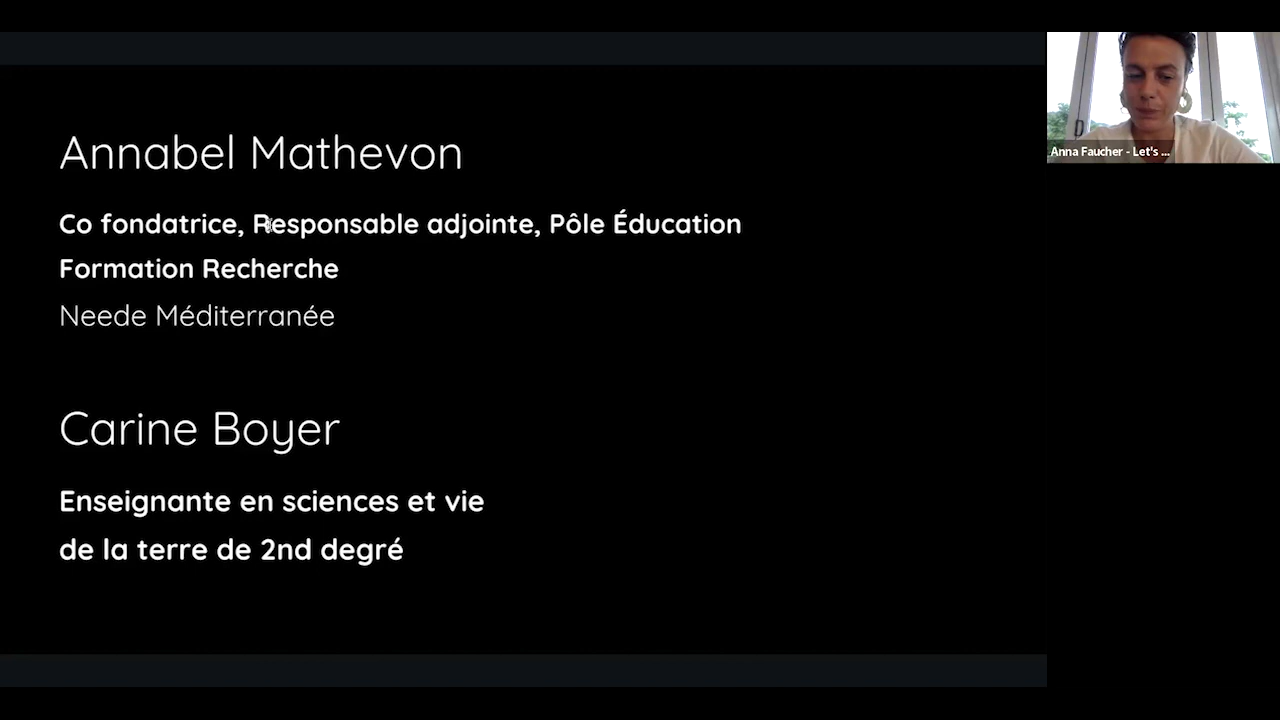 Annabel Mathevon
Co fondatrice, Responsable adjointe, Pôle Éducation
Formation Recherche
Neede Méditerranée
Carine Boyer
Enseignante en sciences et vie
de la terre de 2nd degré
Anna Faucher - Let's ...